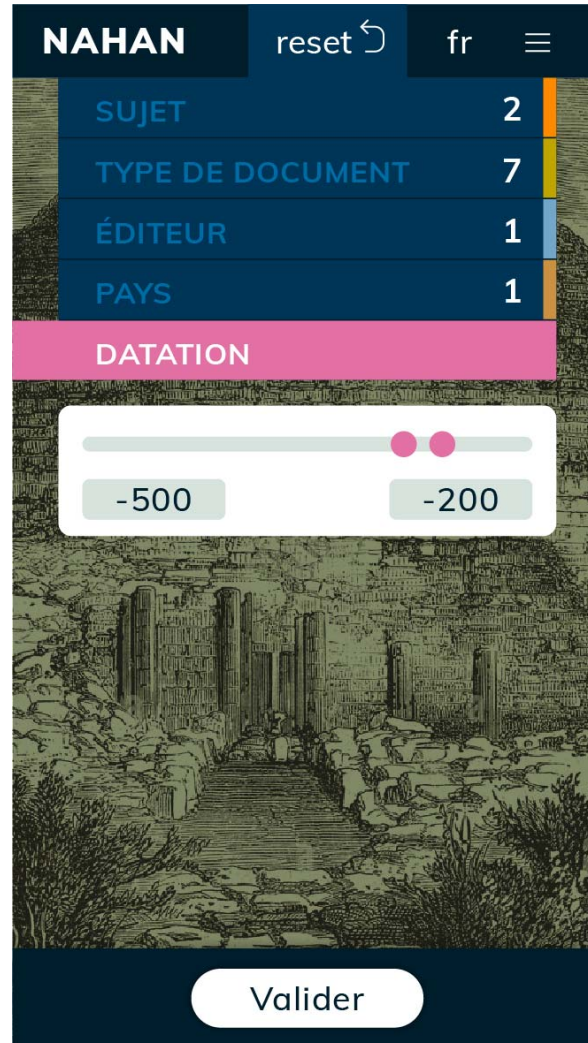 NAHAN reset fr
SUJET 2
TYPE DE DOCUMENT 7
ÉDITEUR 1
PAYS 1
DATATION
-500 -200
Valider